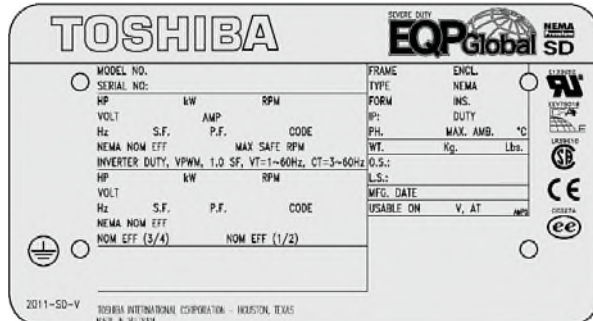 TOSHIBA
SEVERE DUTY
EQPGlobal SD
NEMA
Premium
MODEL NO.
SERIAL NO:
HP kW RPM
VOLT AMP
Hz S.F. P.F. CODE
NEMA NOM EFF MAX SAFE RPM
INVERTER DUTY, VPWM, 1.0 SF, VT=1~60Hz, CT=3~60Hz
HP kW RPM
VOLT
Hz S.F. P.F. CODE
NEMA NOM EFF
NOM EFF (3/4) NOM EFF (1/2)
FRAME ENCL.
TYPE NEMA
FORM INS.
IP: DUTY
PH. MAX. AMB. °C
WT. Kg. Lbs.
O.S.:
L.S.:
MFG. DATE
USABLE ON V, AT AMPS
CE
ee
2011-SD-V
TOSHIBA INTERNATIONAL CORPORATION - HOUSTON, TEXAS